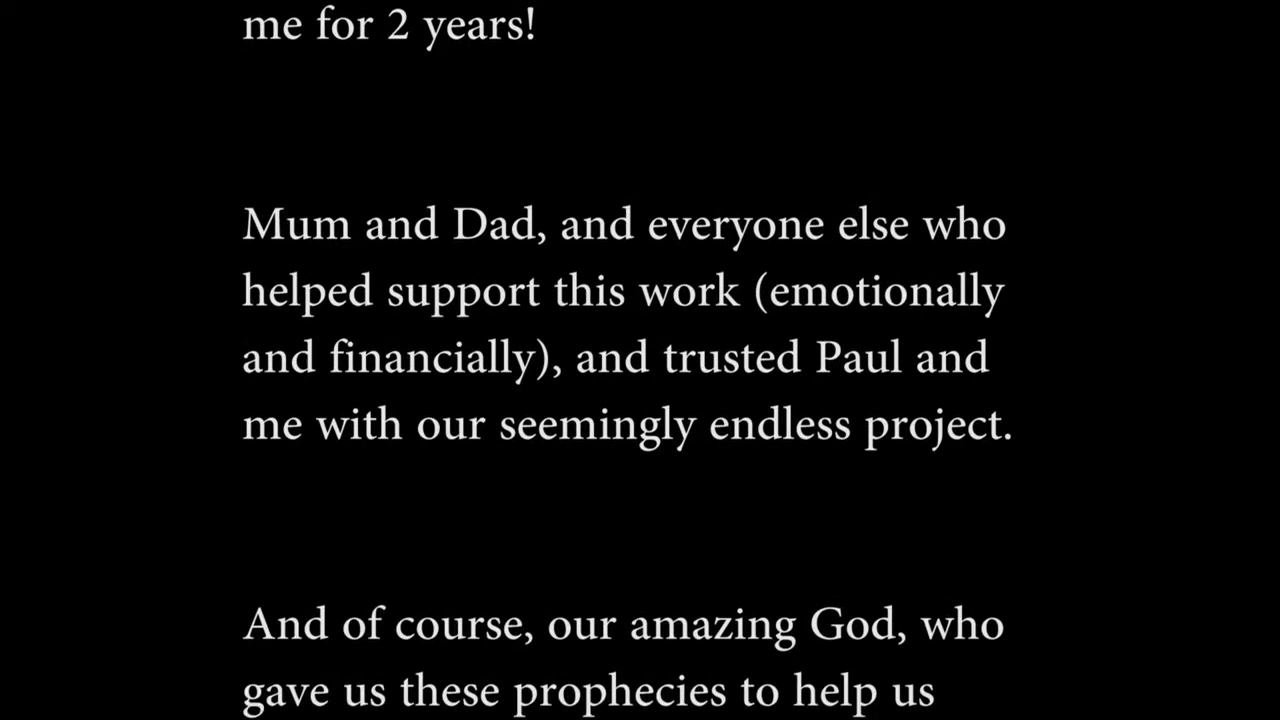 me for 2 years!
Mum and Dad, and everyone else who
helped support this work (emotionally
and financially), and trusted Paul and
me with our seemingly endless project.
And of course, our amazing God, who
gave us these prophecies to help us